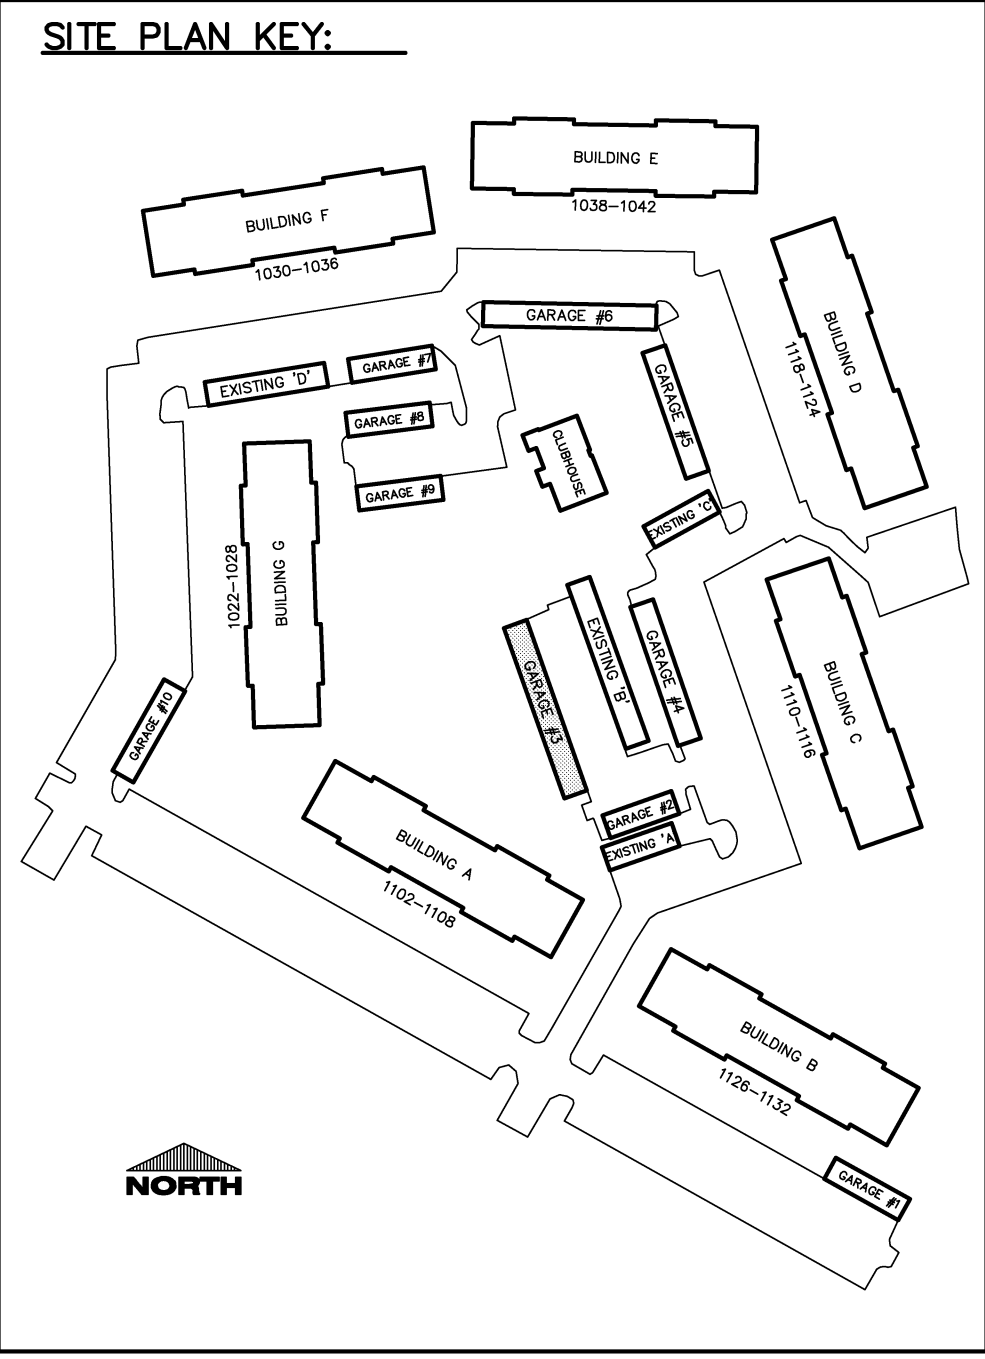 SITE PLAN KEY:
BUILDING E
1038-1042
BUILDING F
1030-1036
GARAGE #6
BUILDING D
1118-1124
GARAGE #7
EXISTING 'D'
GARAGE #8
GARAGE #5
CLUBHOUSE
GARAGE #9
EXISTING 'C'
BUILDING G
1022-1028
EXISTING 'B'
GARAGE #4
GARAGE #3
BUILDING C
1110-1116
GARAGE #10
GARAGE #2
EXISTING 'A'
BUILDING A
1102-1108
BUILDING B
1126-1132
GARAGE #1
NORTH